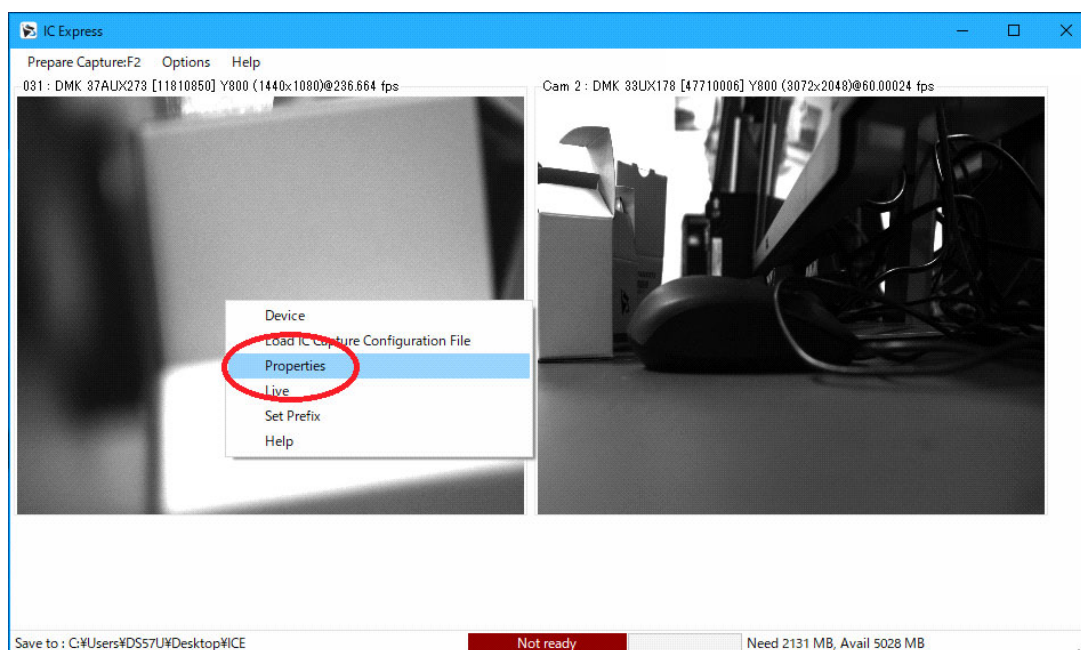 IC Express
Prepare Capture:F2 Options Help
031 : DMK 37AUX273 [11810850] Y800 (1440x1080)@236.664 fps
Cam 2 : DMK 33UX178 [47710006] Y800 (3072x2048)@60.00024 fps
Device
Load IC Capture Configuration File
Properties
Live
Set Prefix
Help
Save to : C:¥Users¥DS57U¥Desktop¥ICE
Not ready
Need 2131 MB, Avail 5028 MB